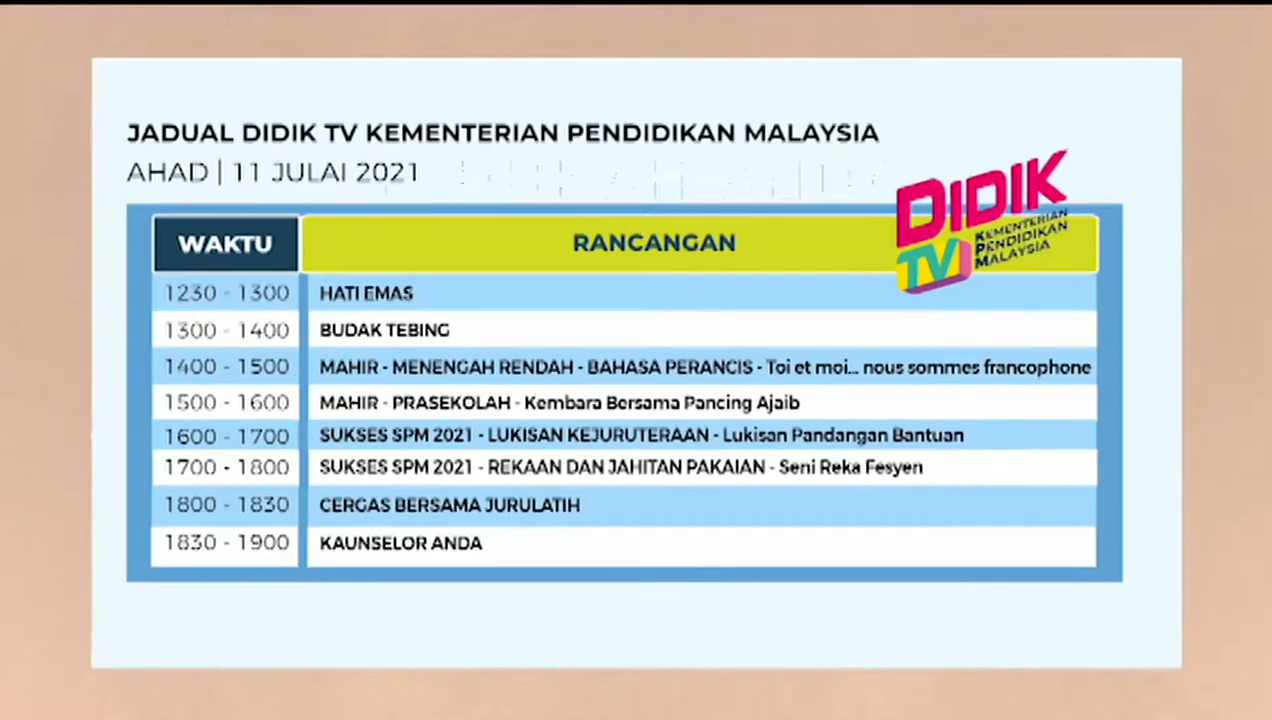 JADUAL DIDIK TV KEMENTERIAN PENDIDIKAN MALAYSIA
AHAD | 11 JULAI 2021
DIDIK
TV KEMENTERIAN
PENDIDIKAN
MALAYSIA
WAKTU RANCANGAN
1230 - 1300 HATI EMAS
1300 - 1400 BUDAK TEBING
1400 - 1500 MAHIR - MENENGAH RENDAH - BAHASA PERANCIS - Toi et moi... nous sommes francophone
1500 - 1600 MAHIR - PRASEKOLAH - Kembara Bersama Pancing Ajaib
1600 - 1700 SUKSES SPM 2021 - LUKISAN KEJURUTERAAN - Lukisan Pandangan Bantuan
1700 - 1800 SUKSES SPM 2021 - REKAAN DAN JAHITAN PAKAIAN - Seni Reka Fesyen
1800 - 1830 CERGAS BERSAMA JURULATIH
1830 - 1900 KAUNSELOR ANDA